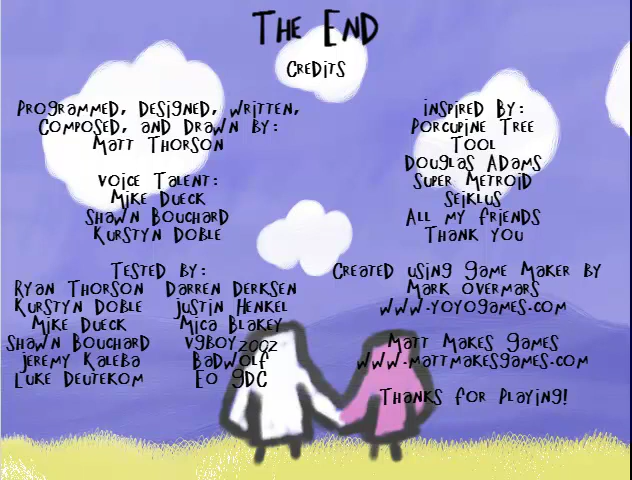 The End
Credits
Programmed, Designed, Written,
Composed, and Drawn By:
Matt Thorson
Voice Talent:
Mike Dueck
Shawn Bouchard
Kurstyn Doble
Tested By:
Ryan Thorson
Kurstyn Doble
Mike Dueck
Shawn Bouchard
Jeremy Kaleba
Luke Deutekom
Darren Derksen
Justin Henkel
Mica Blakey
vgboy2002
Badwolf
Eo GDC
Inspired By:
Porcupine Tree
Tool
Douglas Adams
Super Metroid
Seiklus
All my friends
Thank you
Created using Game Maker by
Mark Overmars
www.yoyogames.com
Matt Makes Games
www.mattmakesgames.com
Thanks for playing!